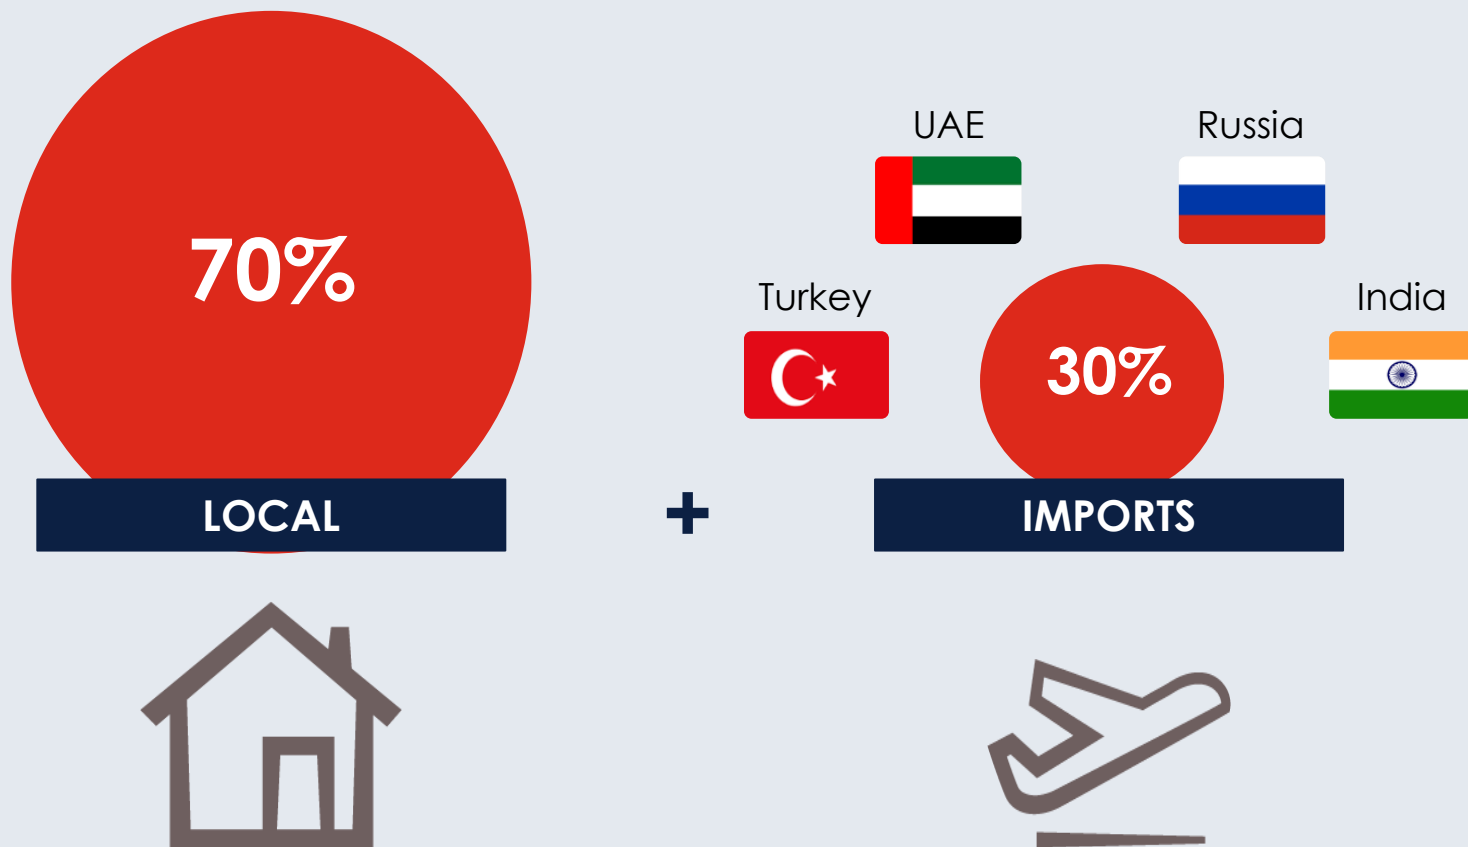 70%
LOCAL
+
UAE
Russia
Turkey
India
30%
IMPORTS